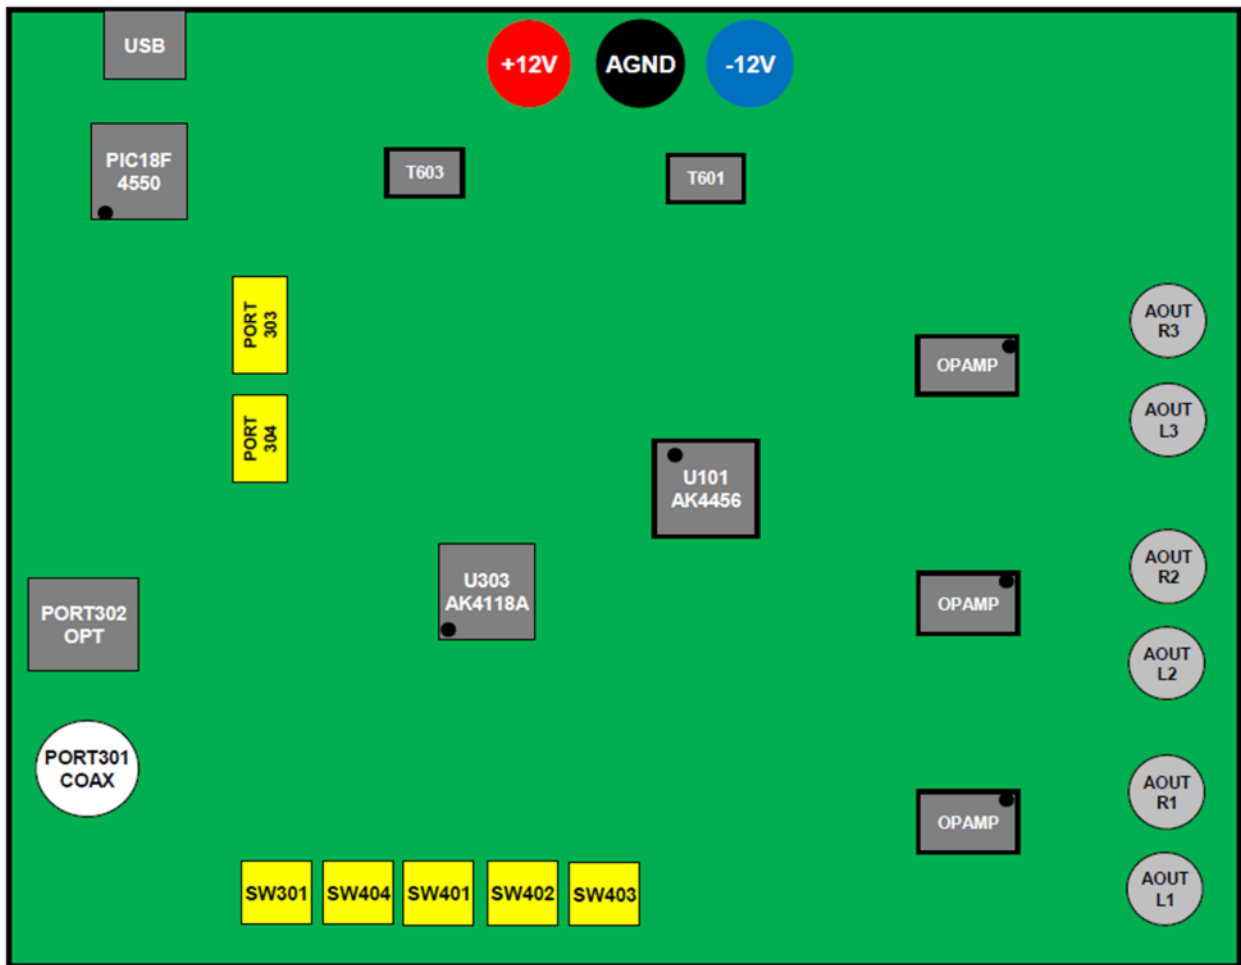 USB
+12V
AGND
-12V
PIC18F
4550
T603
T601
PORT
303
AOUT
R3
OPAMP
AOUT
L3
PORT
304
U101
AK4456
AOUT
R2
U303
AK4118A
OPAMP
PORT302
OPT
AOUT
L2
PORT301
COAX
AOUT
R1
OPAMP
SW301
SW404
SW401
SW402
SW403
AOUT
L1